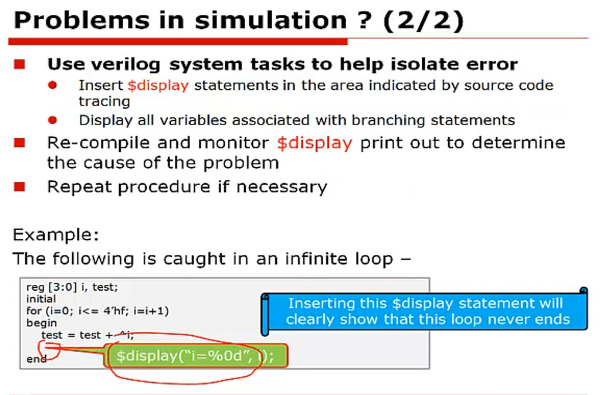 Problems in simulation ? (2/2)
Use verilog system tasks to help isolate error
Insert $display statements in the area indicated by source code
tracing
Display all variables associated with branching statements
Re-compile and monitor $display print out to determine
the cause of the problem
Repeat procedure if necessary
Example:
The following is caught in an infinite loop –
reg [3:0] i, test;
initial
for (i=0; i<= 4'hf; i=i+1)
begin
test = test + ^i;
$display("i=%0d", );
end
Inserting this $display statement will
clearly show that this loop never ends